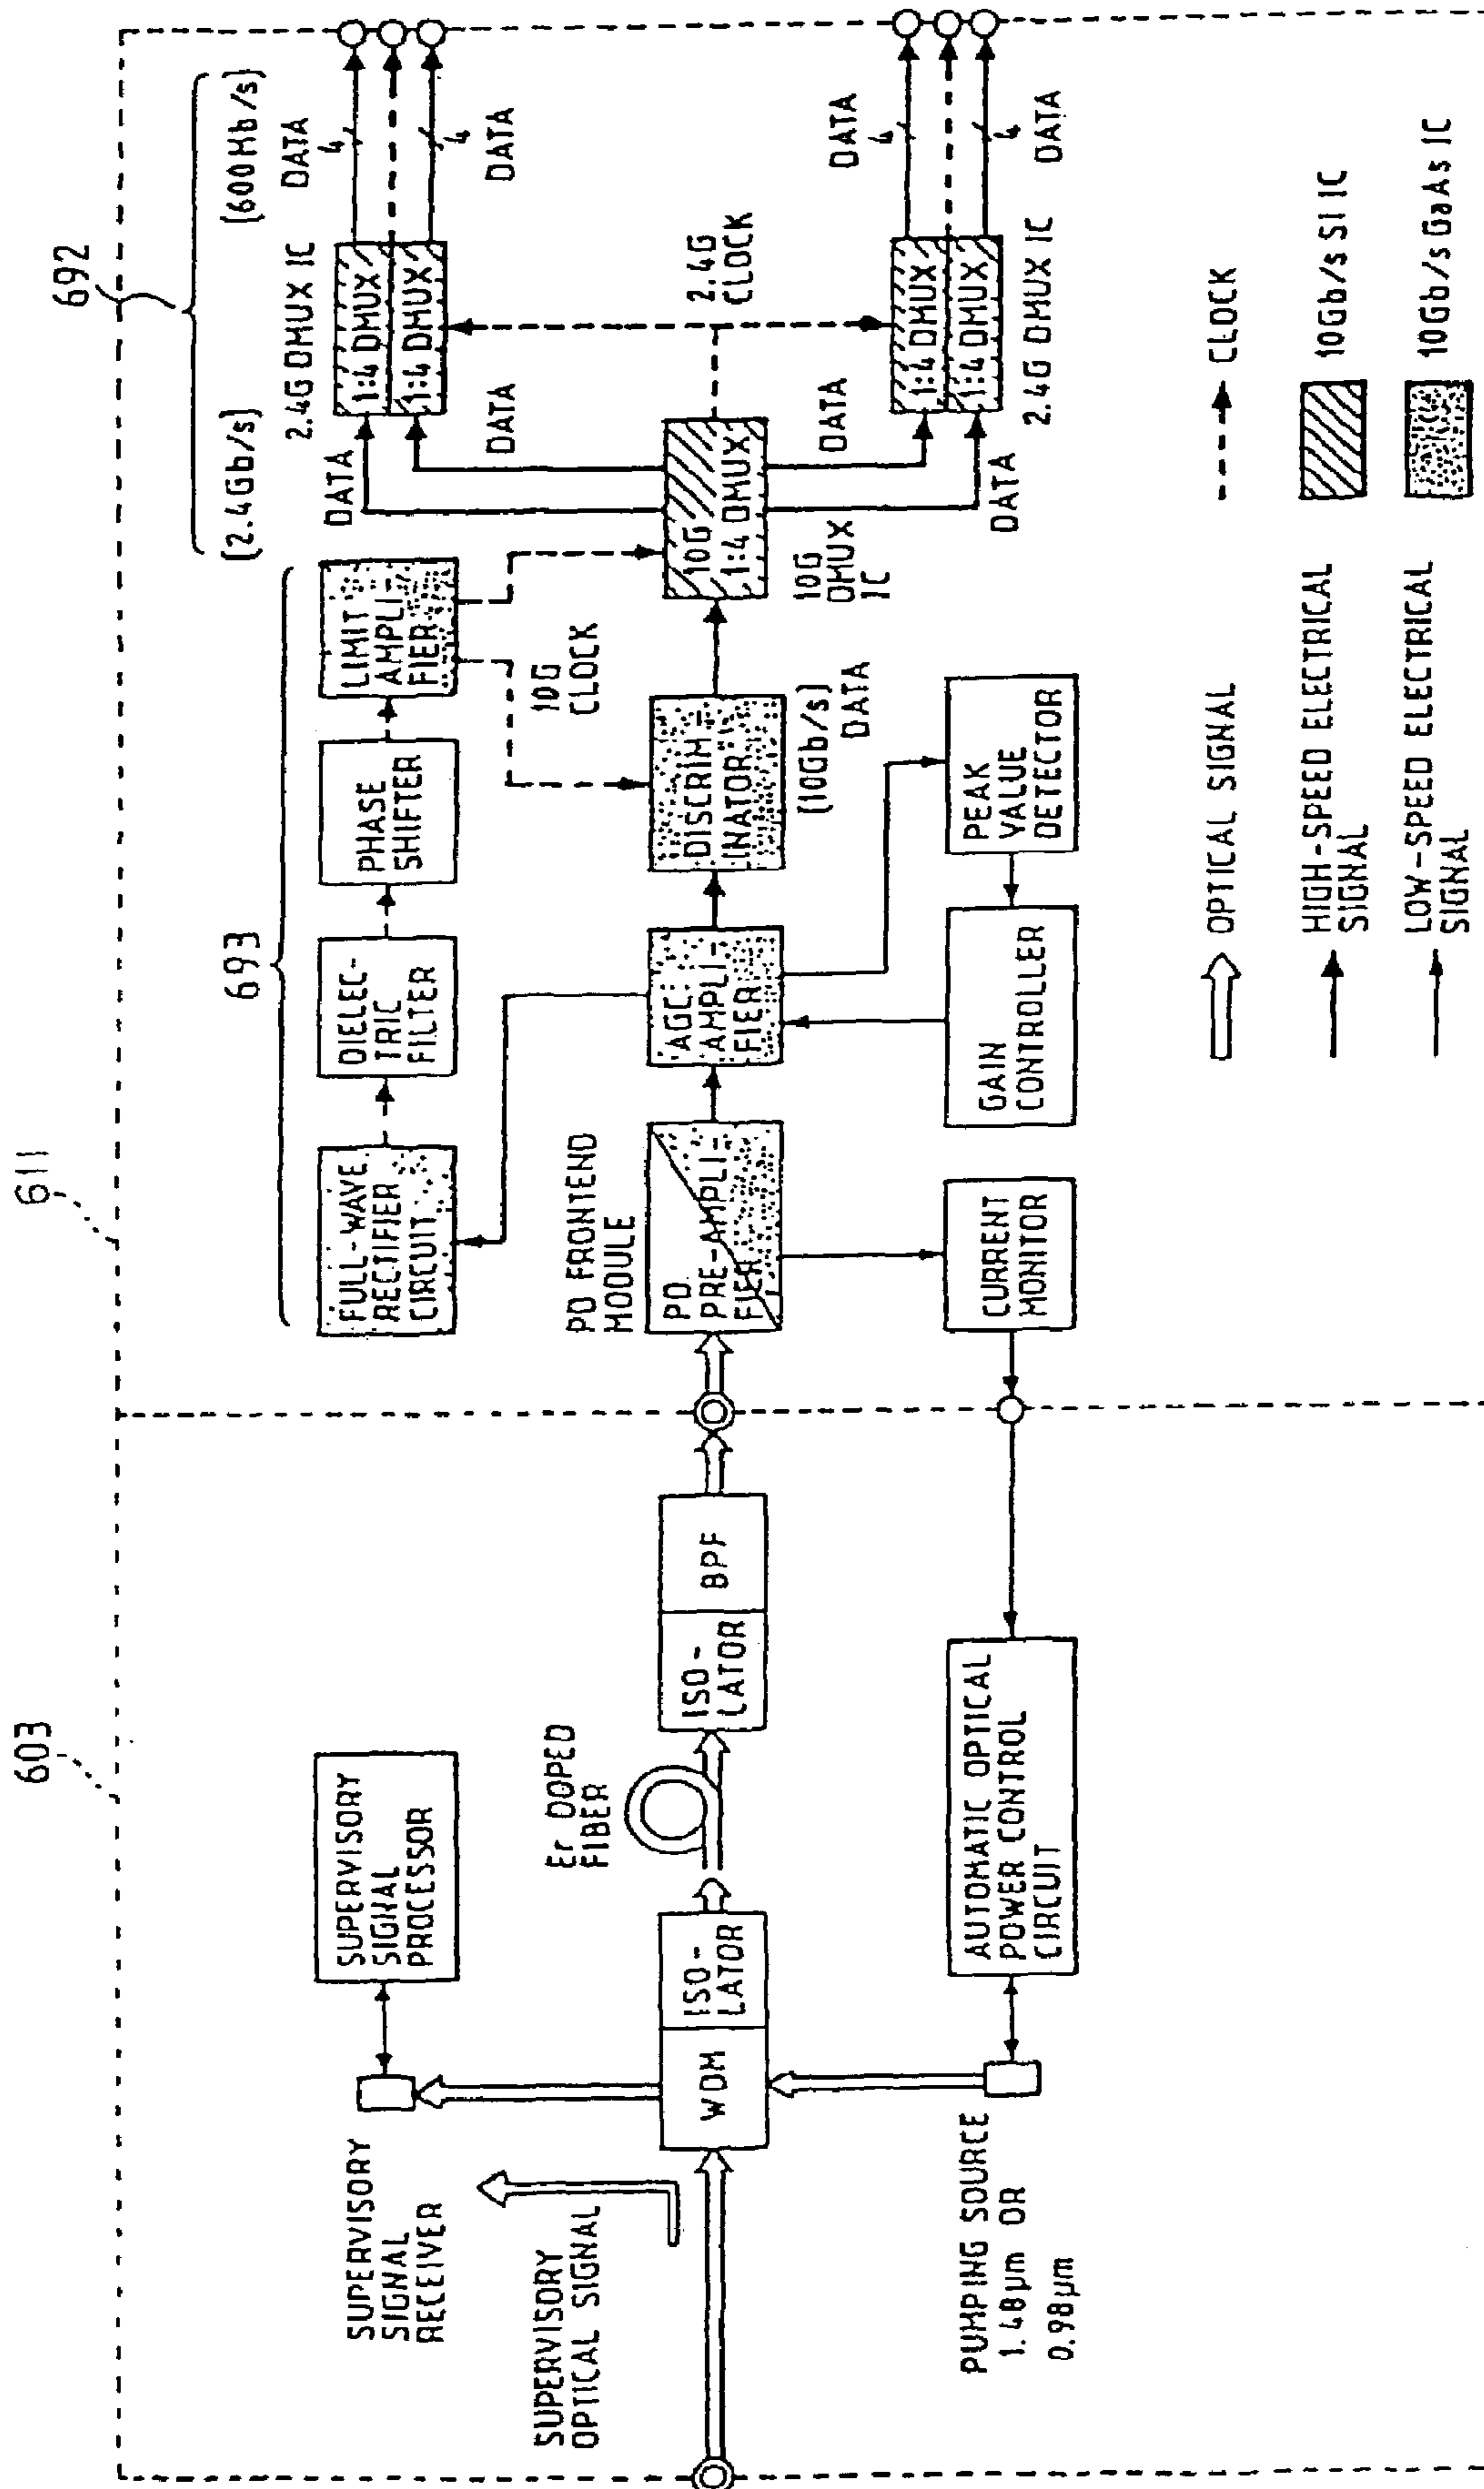 603
611
SUPERVISORY
SIGNAL
RECEIVER
SUPERVISORY
SIGNAL
PROCESSOR
SUPERVISORY
OPTICAL SIGNAL
WDM
ISO-
LATOR
Er DOPED
FIBER
ISO-
LATOR
BPF
PUMPING SOURCE
1.48μm OR
0.98μm
AUTOMATIC OPTICAL
POWER CONTROL
CIRCUIT
693
FULL-WAVE
RECTIFIER
CIRCUIT
DIELEC-
TRIC
FILTER
PHASE
SHIFTER
LIMIT
AMPLI-
FIER
10G
CLOCK
PD FRONTEND
MODULE
PD
PRE-AMPLI-
FIER
AGC
AMPLI-
FIER
DISCRIM-
INATOR
(10Gb/s)
DATA
CURRENT
MONITOR
GAIN
CONTROLLER
PEAK
VALUE
DETECTOR
692
(2.4Gb/s)
(600Mb/s)
2.4G DMUX IC
DATA
1:4 DMUX
1:4 DMUX
DATA
4
DATA
4
DATA
10G
1:4 DMUX
10G
DMUX
IC
2.4G
CLOCK
DATA
1:4 DMUX
1:4 DMUX
DATA
2.4G DMUX IC
DATA
4
4
DATA
OPTICAL SIGNAL
CLOCK
HIGH-SPEED ELECTRICAL
SIGNAL
10Gb/s SI IC
LOW-SPEED ELECTRICAL
SIGNAL
10Gb/s GaAs IC